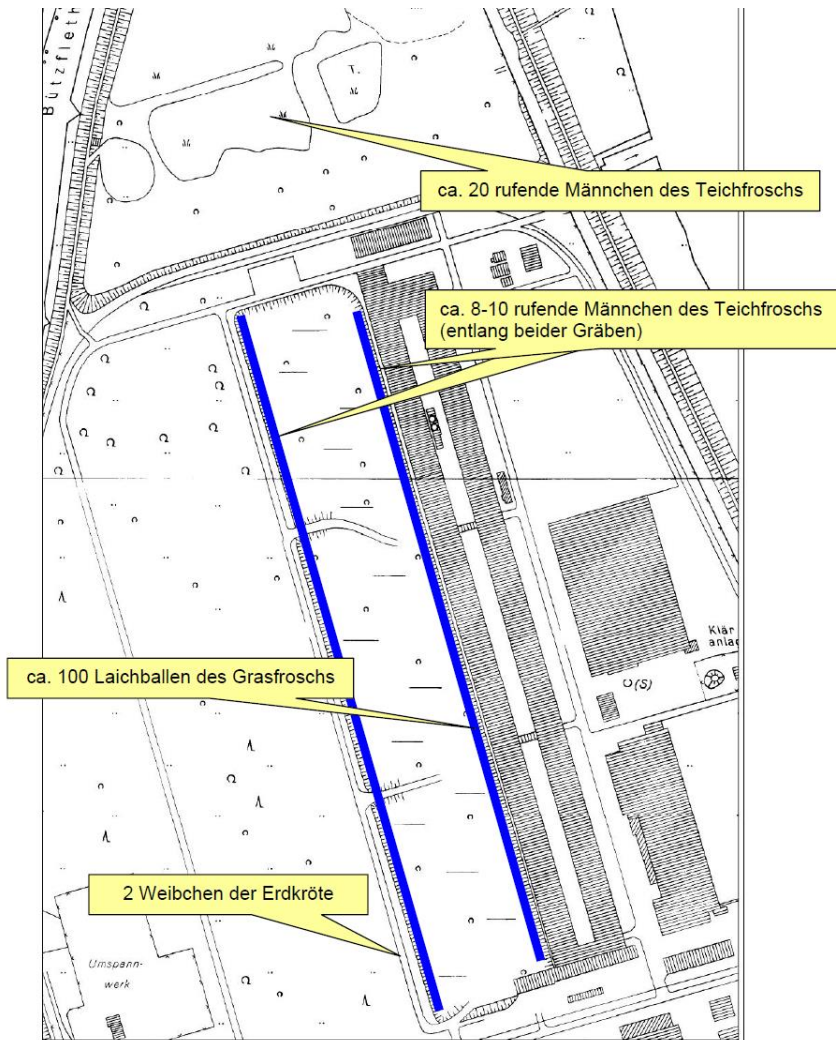 Bützfleth
T.
ca. 20 rufende Männchen des Teichfroschs
ca. 8-10 rufende Männchen des Teichfroschs
(entlang beider Gräben)
Klär
anlag
(S)
ca. 100 Laichballen des Grasfroschs
2 Weibchen der Erdkröte
Umspann-
werk